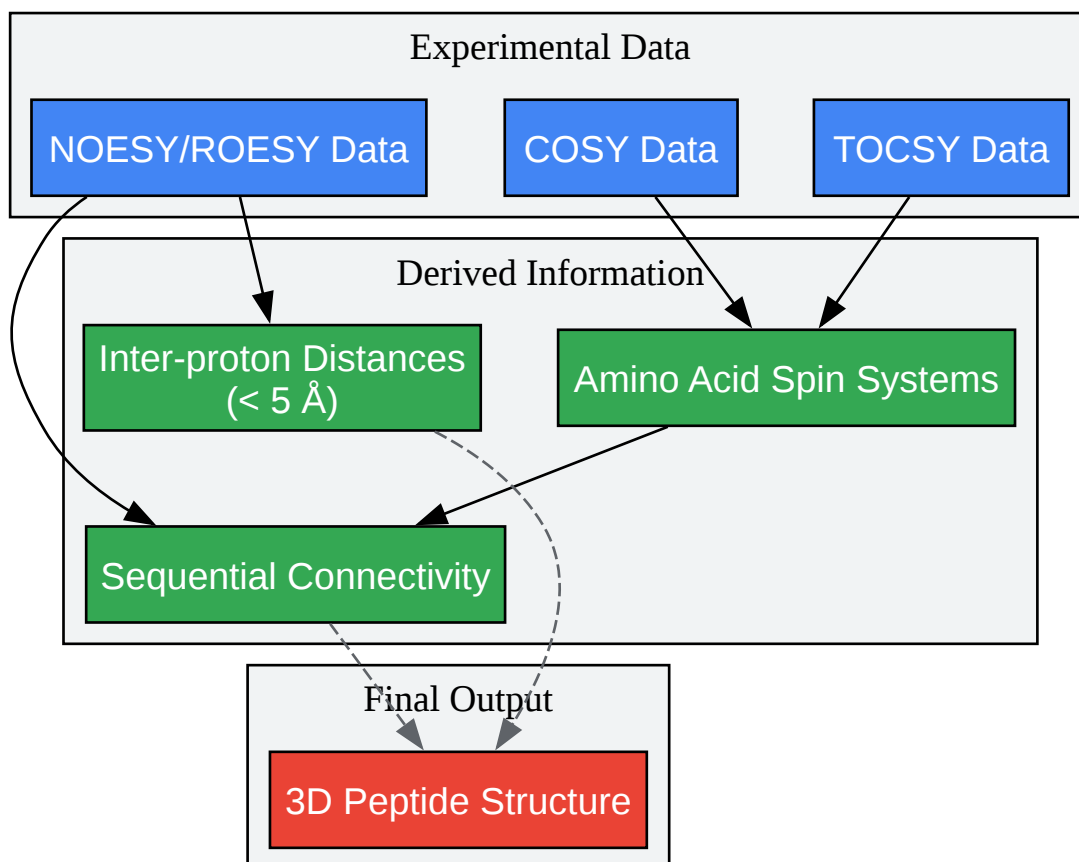 Experimental Data
NOESY/ROESY Data
COSY Data
TOCSY Data
Derived Information
Inter-proton Distances
(< 5 Å)
Amino Acid Spin Systems
Sequential Connectivity
Final Output
3D Peptide Structure